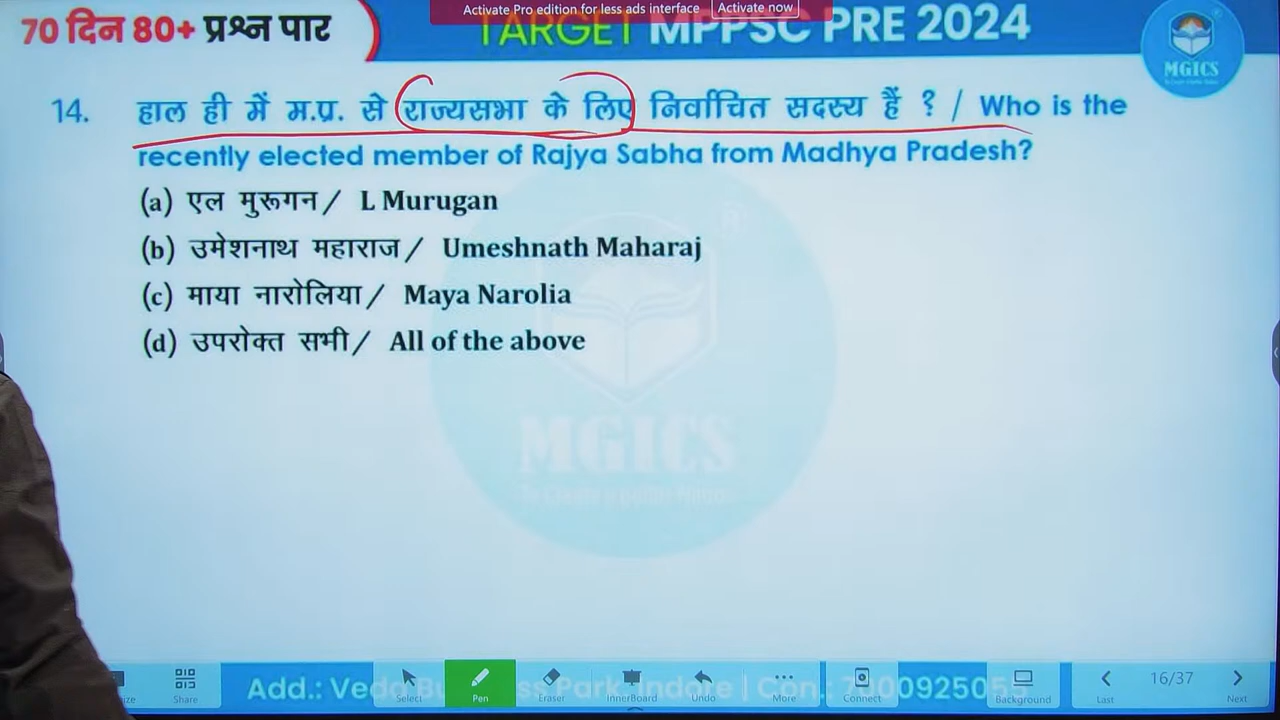 Activate Pro edition for less ads interface Activate now
70 दिन 80+ प्रश्न पार
TARGET MPPSC PRE 2024
MGICS
14. हाल ही में म.प्र. से राज्यसभा के लिए निर्वाचित सदस्य हैं ? / Who is the
recently elected member of Rajya Sabha from Madhya Pradesh?
(a) एल मुरूगन / L Murugan
(b) उमेशनाथ महाराज / Umeshnath Maharaj
(c) माया नारोलिया / Maya Narolia
(d) उपरोक्त सभी / All of the above
MGICS
Add.:
Share Select Pen Eraser InnerBoard Undo More Connect Background Last 16/37 Next